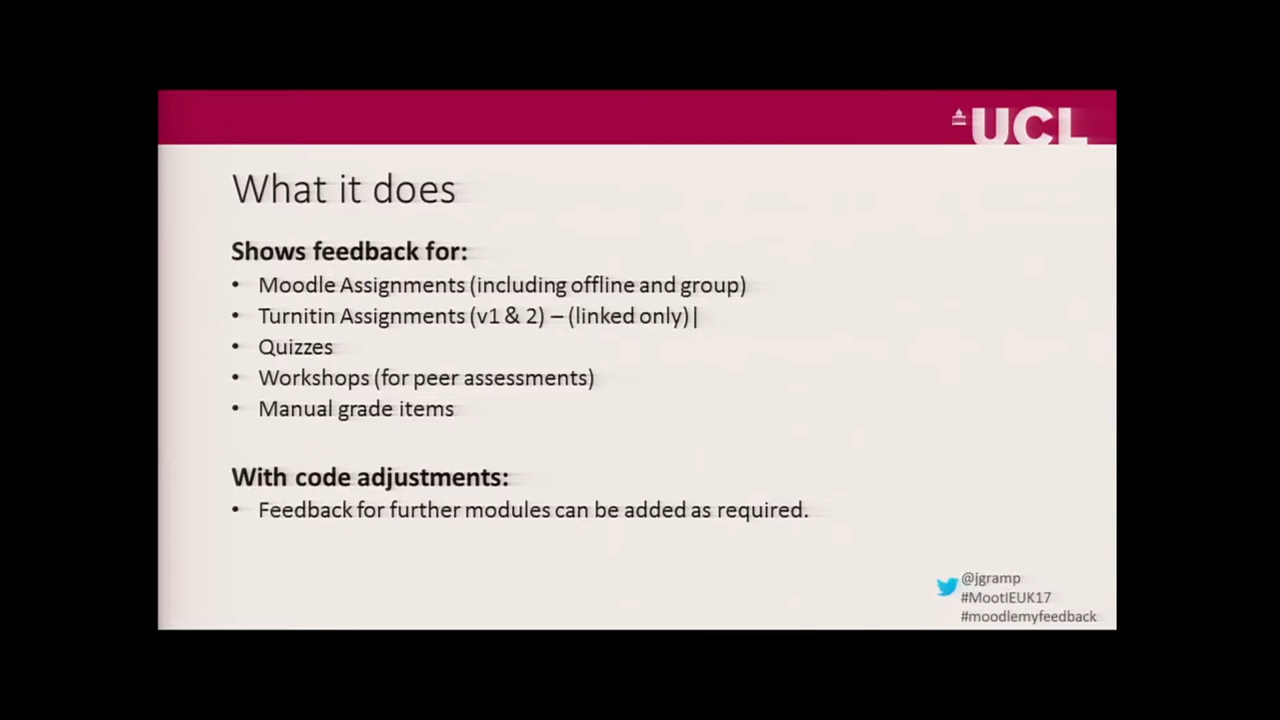 UCL
What it does
Shows feedback for:
• Moodle Assignments (including offline and group)
• Turnitin Assignments (v1 & 2) – (linked only)|
• Quizzes
• Workshops (for peer assessments)
• Manual grade items
With code adjustments:
• Feedback for further modules can be added as required.
@jgramp
#MootIEUK17
#moodlemyfeedback